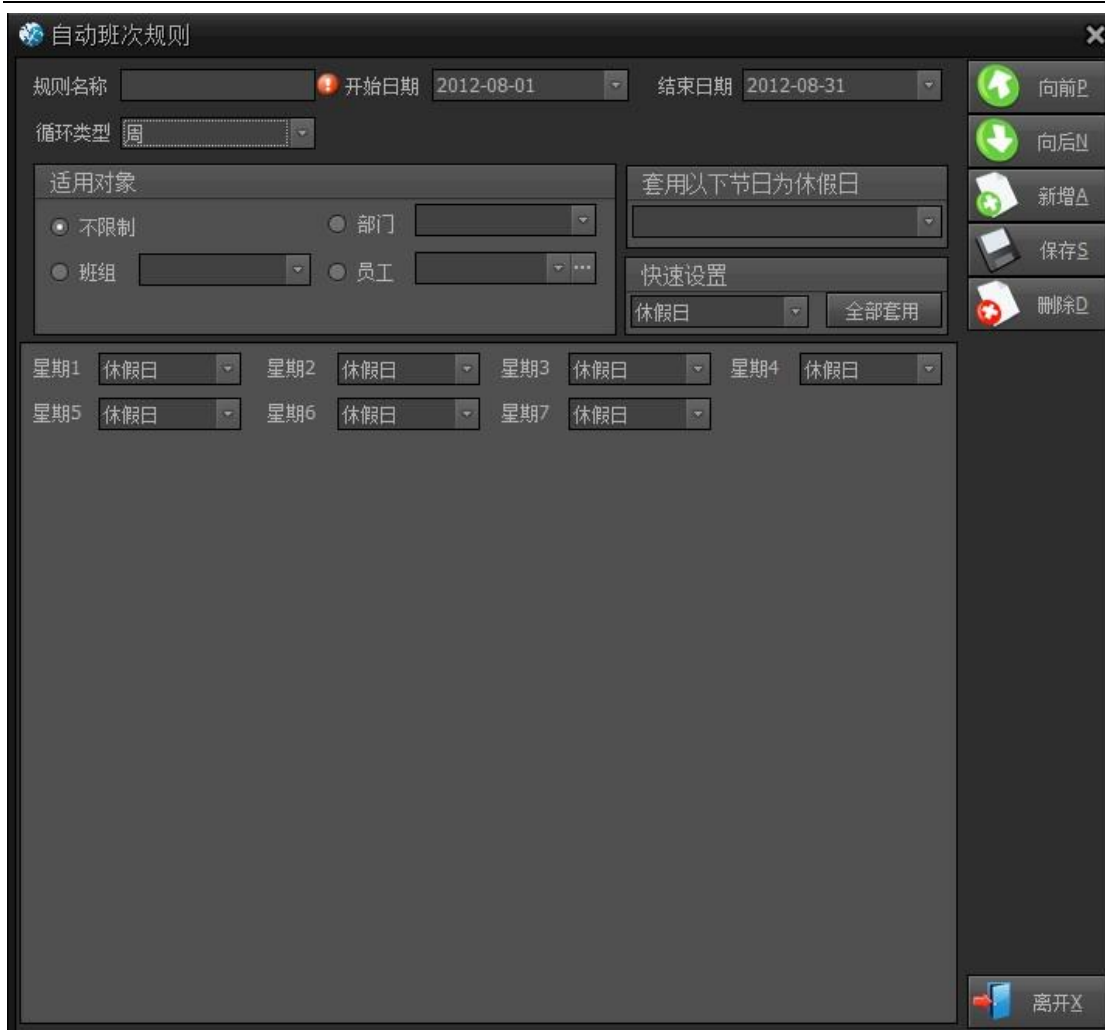 自动班次规则
规则名称 开始日期 2012-08-01 结束日期 2012-08-31
循环类型 周
适用对象
不限制 部门
班组 员工 ...
套用以下节日为休假日
快速设置
休假日 全部套用
星期1 休假日 星期2 休假日 星期3 休假日 星期4 休假日
星期5 休假日 星期6 休假日 星期7 休假日
向前P
向后N
新增A
保存S
删除D
离开X